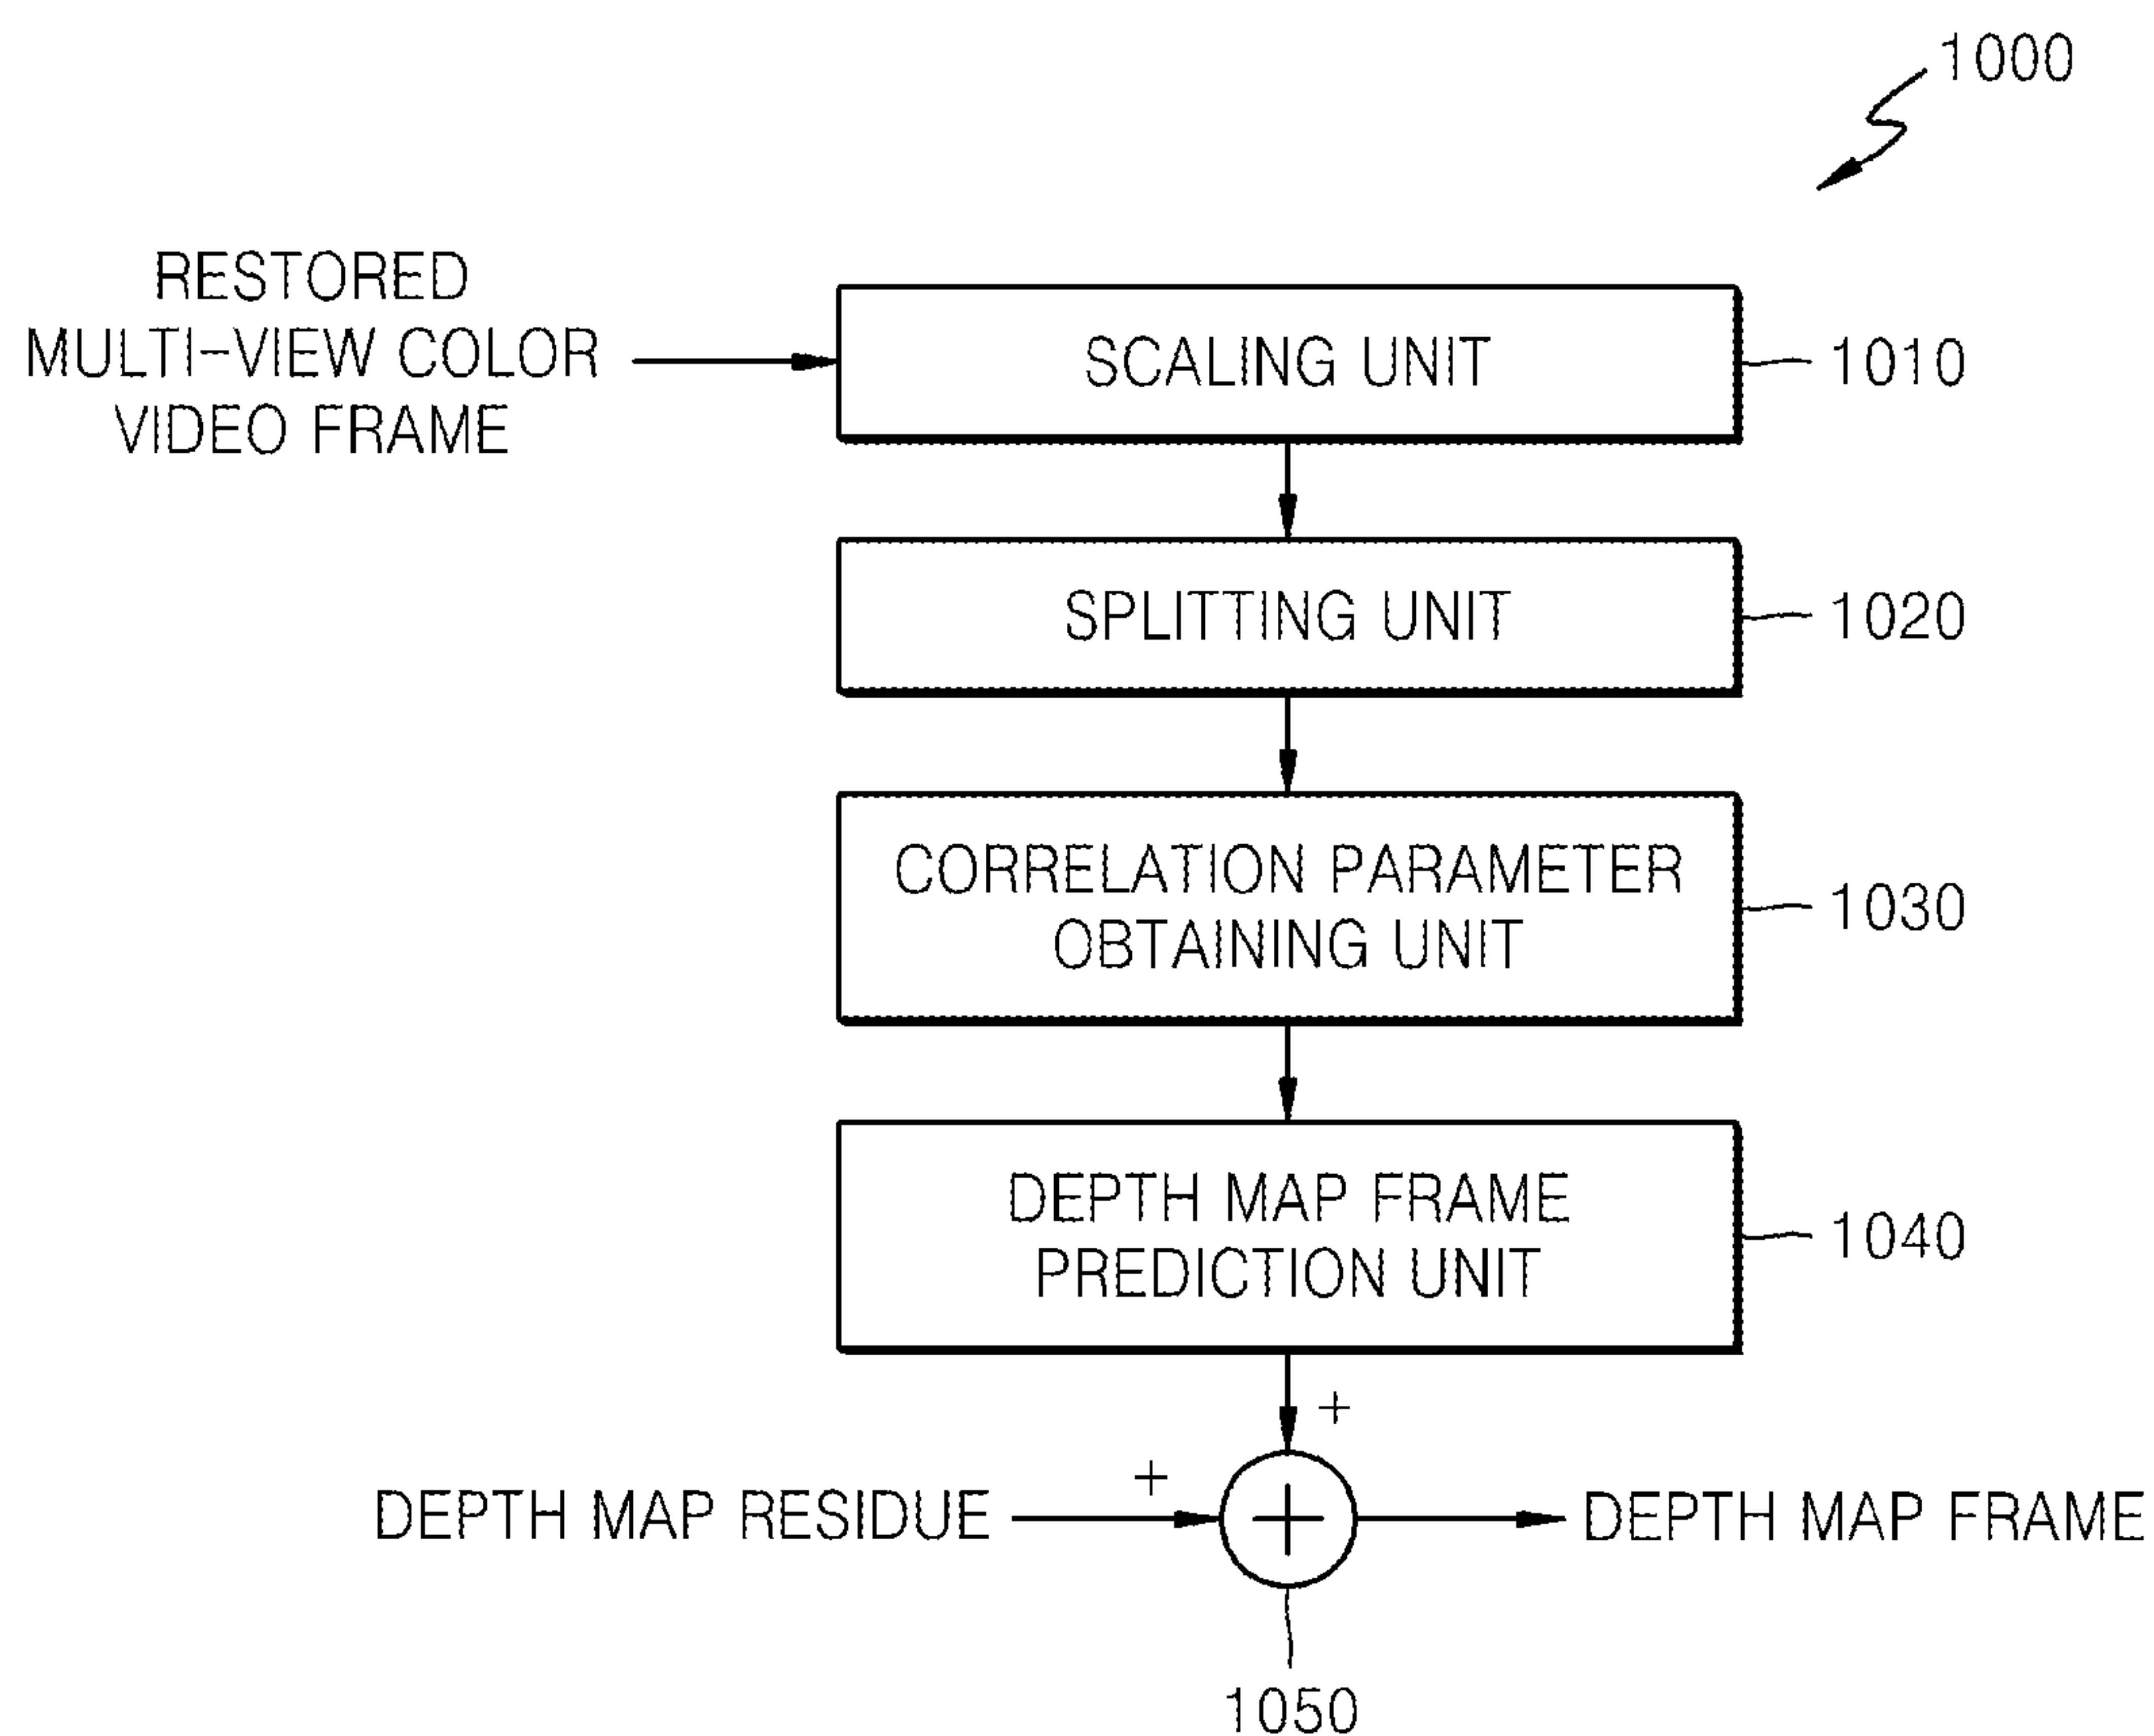 1000
RESTORED
MULTI-VIEW COLOR
VIDEO FRAME
SCALING UNIT
1010
SPLITTING UNIT
1020
CORRELATION PARAMETER
OBTAINING UNIT
1030
DEPTH MAP FRAME
PREDICTION UNIT
1040
+
+
DEPTH MAP RESIDUE
+
DEPTH MAP FRAME
1050